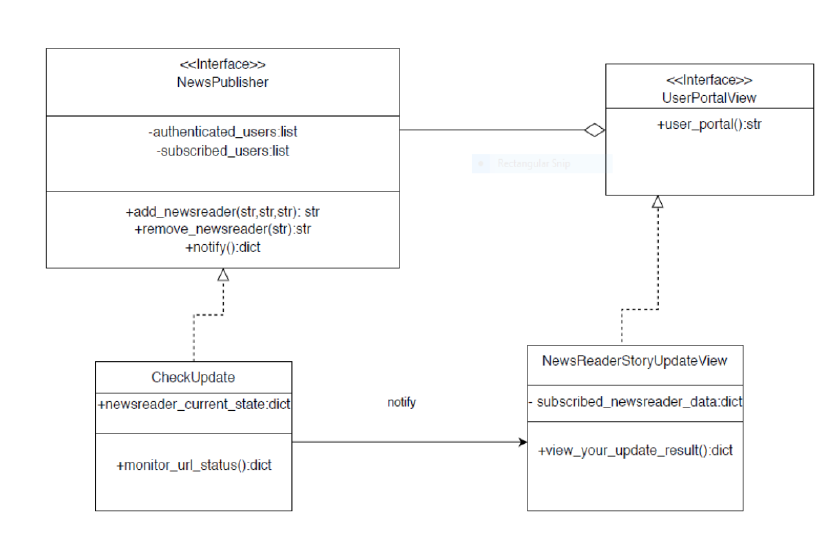 <<Interface>>
NewsPublisher
-authenticated_users:list
-subscribed_users:list
+add_newsreader(str,str,str): str
+remove_newsreader(str):str
+notify():dict
<<Interface>>
UserPortalView
+user_portal():str
Rectangular Snip
CheckUpdate
+newsreader_current_state:dict
+monitor_url_status():dict
notify
NewsReaderStoryUpdateView
- subscribed_newsreader_data:dict
+view_your_update_result():dict